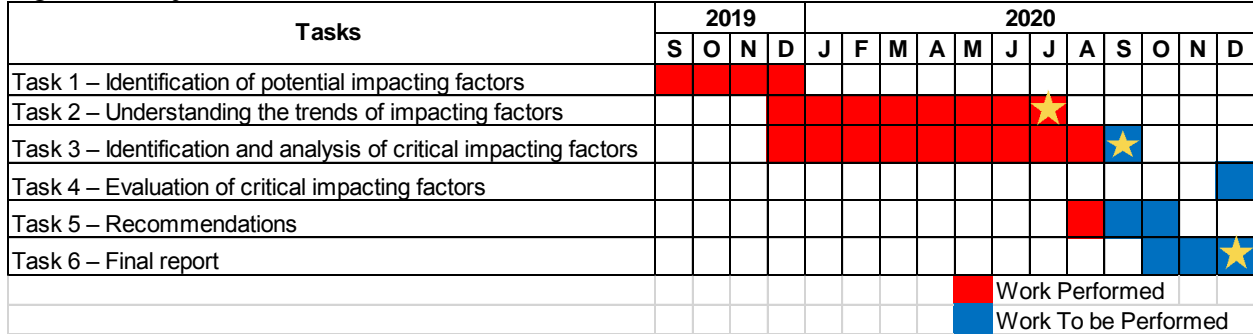 Tasks 2019 2020
S O N D J F M A M J J A S O N D
Task 1 – Identification of potential impacting factors
Task 2 – Understanding the trends of impacting factors
Task 3 – Identification and analysis of critical impacting factors
Task 4 – Evaluation of critical impacting factors
Task 5 – Recommendations
Task 6 – Final report
Work Performed
Work To be Performed